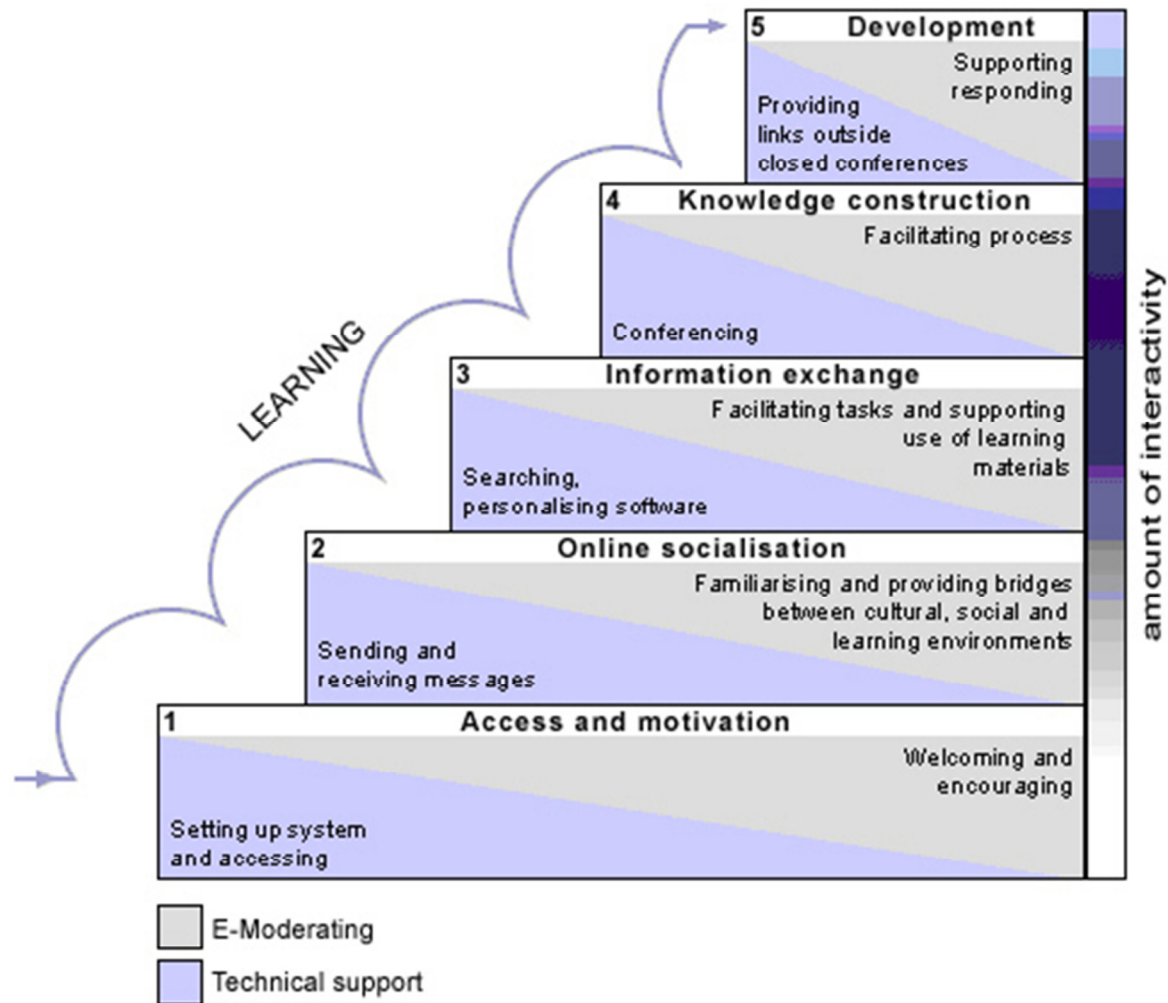 5 Development
Supporting
responding
Providing
links outside
closed conferences
4 Knowledge construction
Facilitating process
Conferencing
3 Information exchange
Facilitating tasks and supporting
use of learning
materials
Searching,
personalising software
2 Online socialisation
Familiarising and providing bridges
between cultural, social and
learning environments
Sending and
receiving messages
1 Access and motivation
Welcoming and
encouraging
Setting up system
and accessing
LEARNING
amount of interactivity
E-Moderating
Technical support